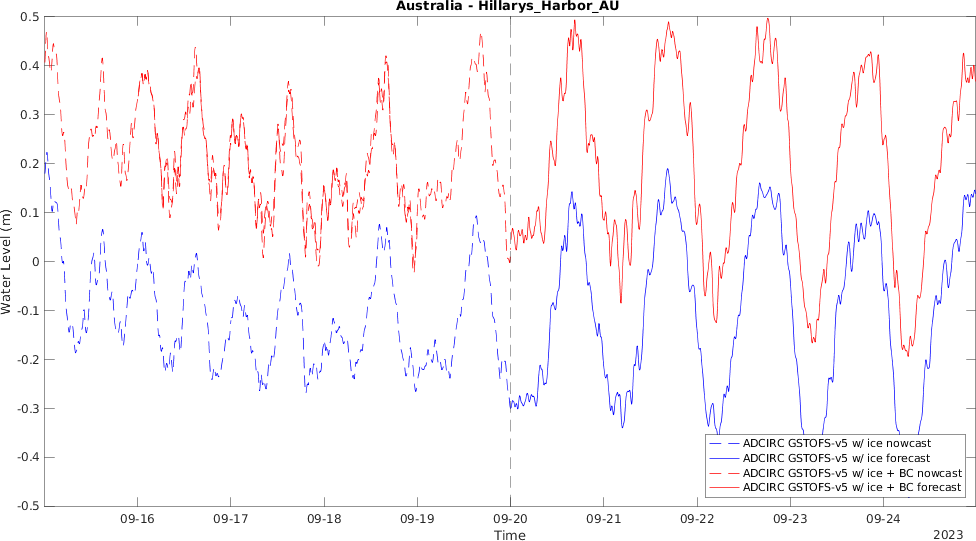 Australia - Hillarys_Harbor_AU
0.5
0.4
0.3
0.2
0.1
0
-0.1
-0.2
-0.3
-0.4
-0.5
Water Level (m)
ADCIRC GSTOFS-v5 w/ ice nowcast
ADCIRC GSTOFS-v5 w/ ice forecast
ADCIRC GSTOFS-v5 w/ ice + BC nowcast
ADCIRC GSTOFS-v5 w/ ice + BC forecast
09-16 09-17 09-18 09-19 09-20 09-21 09-22 09-23 09-24
Time
2023